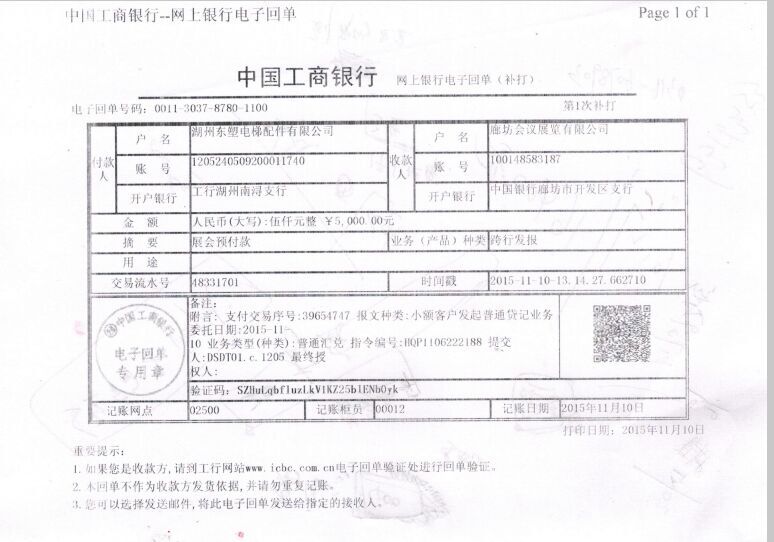 中国工商银行--网上银行电子回单
Page 1 of 1
中国工商银行 网上银行电子回单（补打）
电子回单号码：0011-3037-8780-1100 第1次补打
付款人 户 名 湖州东塑电梯配件有限公司 收款人 户 名 廊坊会议展览有限公司
账 号 1205240509200011740 账 号 100148583187
开户银行 工行湖州南浔支行 开户银行 中国银行廊坊市开发区支行
金 额 人民币(大写):伍仟元整 ￥5,000.00元
摘 要 展会预付款 业务（产品）种类 跨行发报
用 途
交易流水号 48331701 时间戳 2015-11-10-13.14.27.662710
中国工商银行
电子回单
专用章
备注:
附言: 支付交易序号:39654747 报文种类:小额客户发起普通贷记业务
委托日期:2015-11-
10 业务类型(种类):普通汇兑 指令编号:HQP1106222188 提交
人:DSDT01.c.1205 最终授
权人:
验证码: SZHuLqbfluzLkV1KZ25blENb0yk
记账网点 02500 记账柜员 00012 记账日期 2015年11月10日
打印日期: 2015年11月10日
重要提示:
1.如果您是收款方,请到工行网站www.icbc.com.cn电子回单验证处进行回单验证。
2.本回单不作为收款方发货依据,并请勿重复记账。
3.您可以选择发送邮件,将此电子回单发送给指定的接收人。